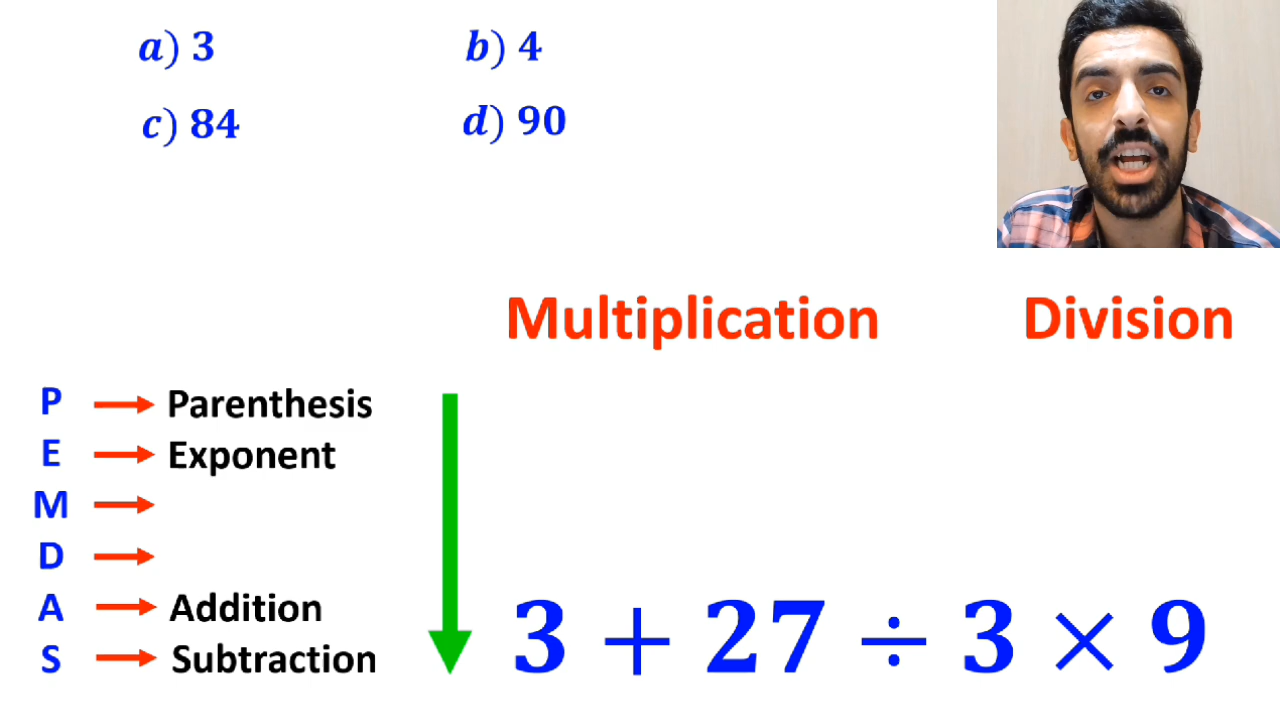 a) 3 b) 4
c) 84 d) 90
Multiplication Division
P Parenthesis
E Exponent
M
D
A Addition
S Subtraction
3 + 27 ÷ 3 × 9